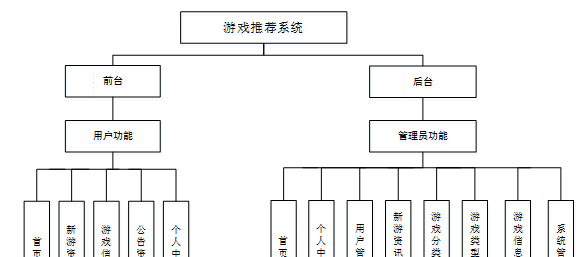 游戏推荐系统
前台
后台
用户功能
管理员功能
首页
新游资
游戏信
公告资
个人中
首页
个人中
用户管
新游资讯
游戏分类
游戏类型
游戏信息
系统管